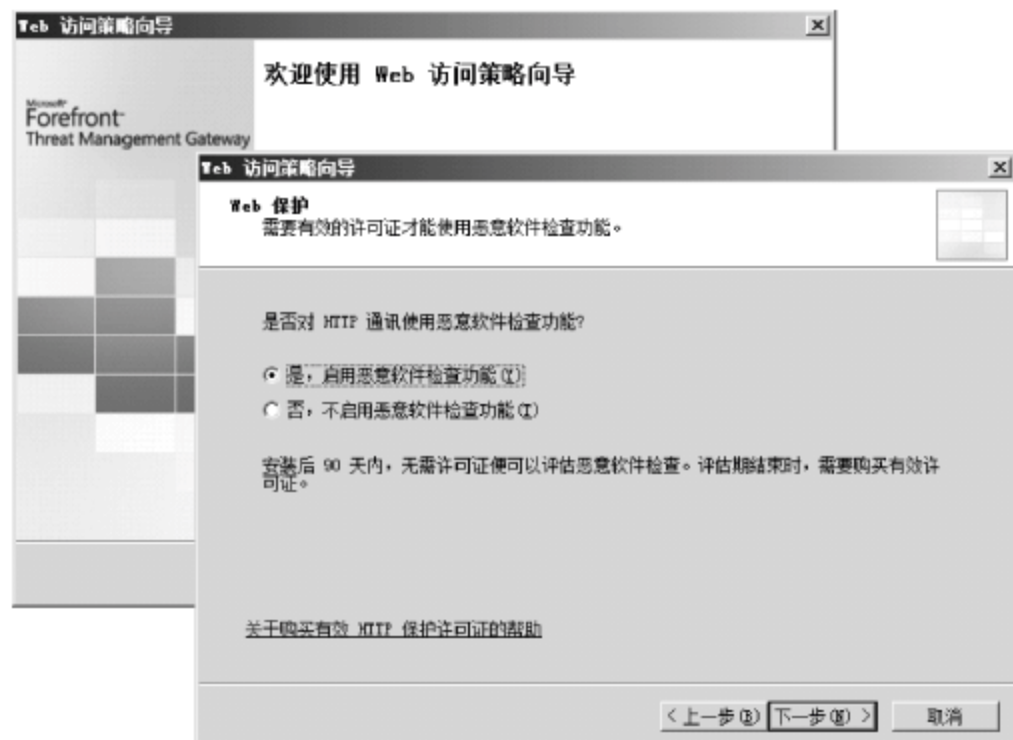 Web 访问策略向导
欢迎使用 Web 访问策略向导
Microsoft®
Forefront™
Threat Management Gateway
Web 访问策略向导
Web 保护
需要有效的许可证才能使用恶意软件检查功能。
是否对 HTTP 通讯使用恶意软件检查功能?
是，启用恶意软件检查功能(Y)
否，不启用恶意软件检查功能(I)
安装后 90 天内，无需许可证便可以评估恶意软件检查。评估期结束时，需要购买有效许
可证。
关于购买有效 HTTP 保护许可证的帮助
< 上一步(B)
下一步(N) >
取消